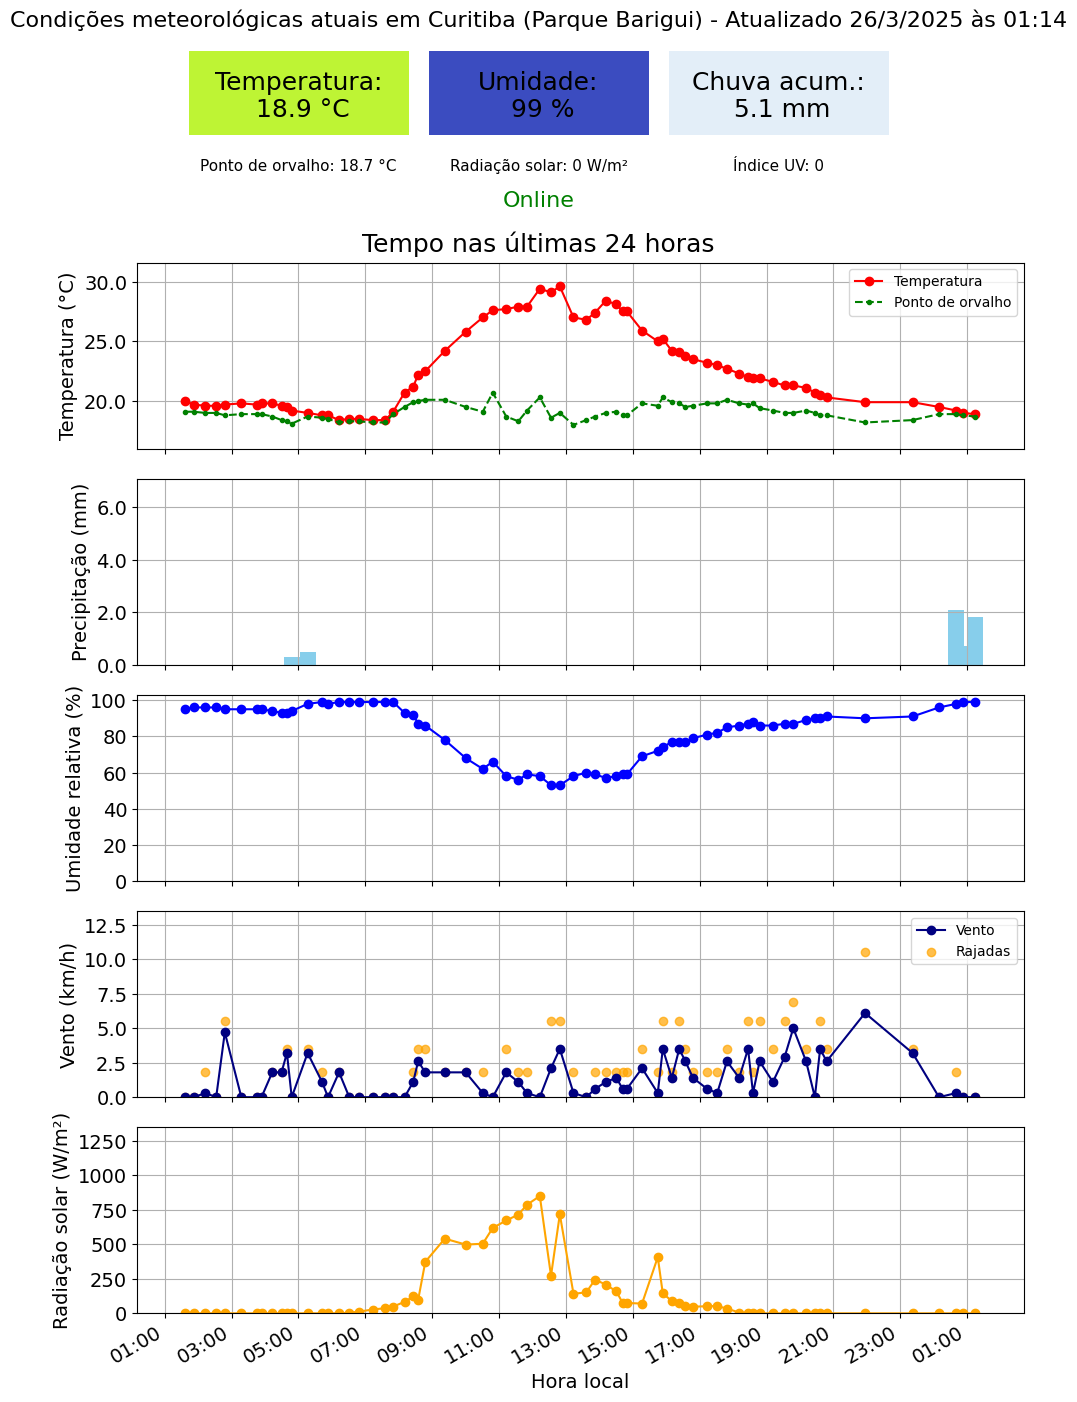 Condições meteorológicas atuais em Curitiba (Parque Barigui) - Atualizado 26/3/2025 às 01:14
Temperatura:
18.9 °C
Umidade:
99 %
Chuva acum.:
5.1 mm
Ponto de orvalho: 18.7 °C
Radiação solar: 0 W/m²
Índice UV: 0
Online
Tempo nas últimas 24 horas
Temperatura (°C)
30.0
25.0
20.0
Temperatura
Ponto de orvalho
Precipitação (mm)
6.0
4.0
2.0
0.0
Umidade relativa (%)
100
80
60
40
20
0
Vento (km/h)
12.5
10.0
7.5
5.0
2.5
0.0
Vento
Rajadas
Radiação solar (W/m²)
1250
1000
750
500
250
0
01:00
03:00
05:00
07:00
09:00
11:00
13:00
15:00
17:00
19:00
21:00
23:00
01:00
Hora local